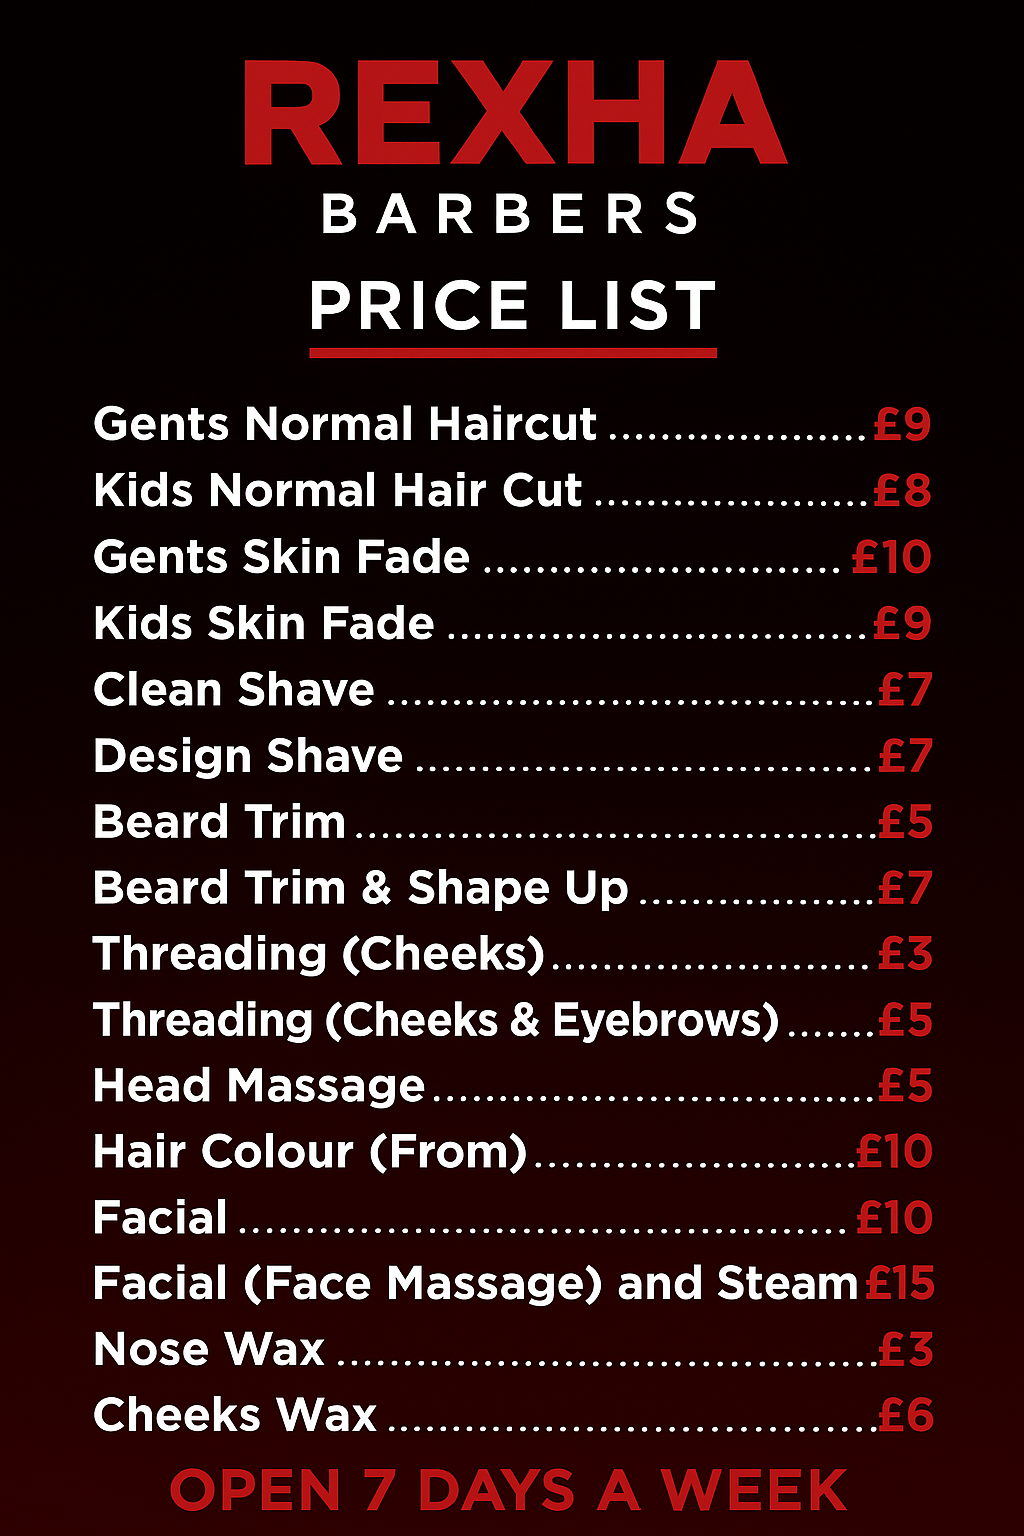 REXHA
BARBERS
PRICE LIST
Gents Normal Haircut ................... £9
Kids Normal Hair Cut .................... £8
Gents Skin Fade ........................... £10
Kids Skin Fade ............................... £9
Clean Shave .................................... £7
Design Shave .................................. £7
Beard Trim ....................................... £5
Beard Trim & Shape Up .................. £7
Threading (Cheeks) ........................ £3
Threading (Cheeks & Eyebrows) ....... £5
Head Massage ................................. £5
Hair Colour (From) ........................ £10
Facial .............................................. £10
Facial (Face Massage) and Steam £15
Nose Wax ........................................ £3
Cheeks Wax .................................... £6
OPEN 7 DAYS A WEEK